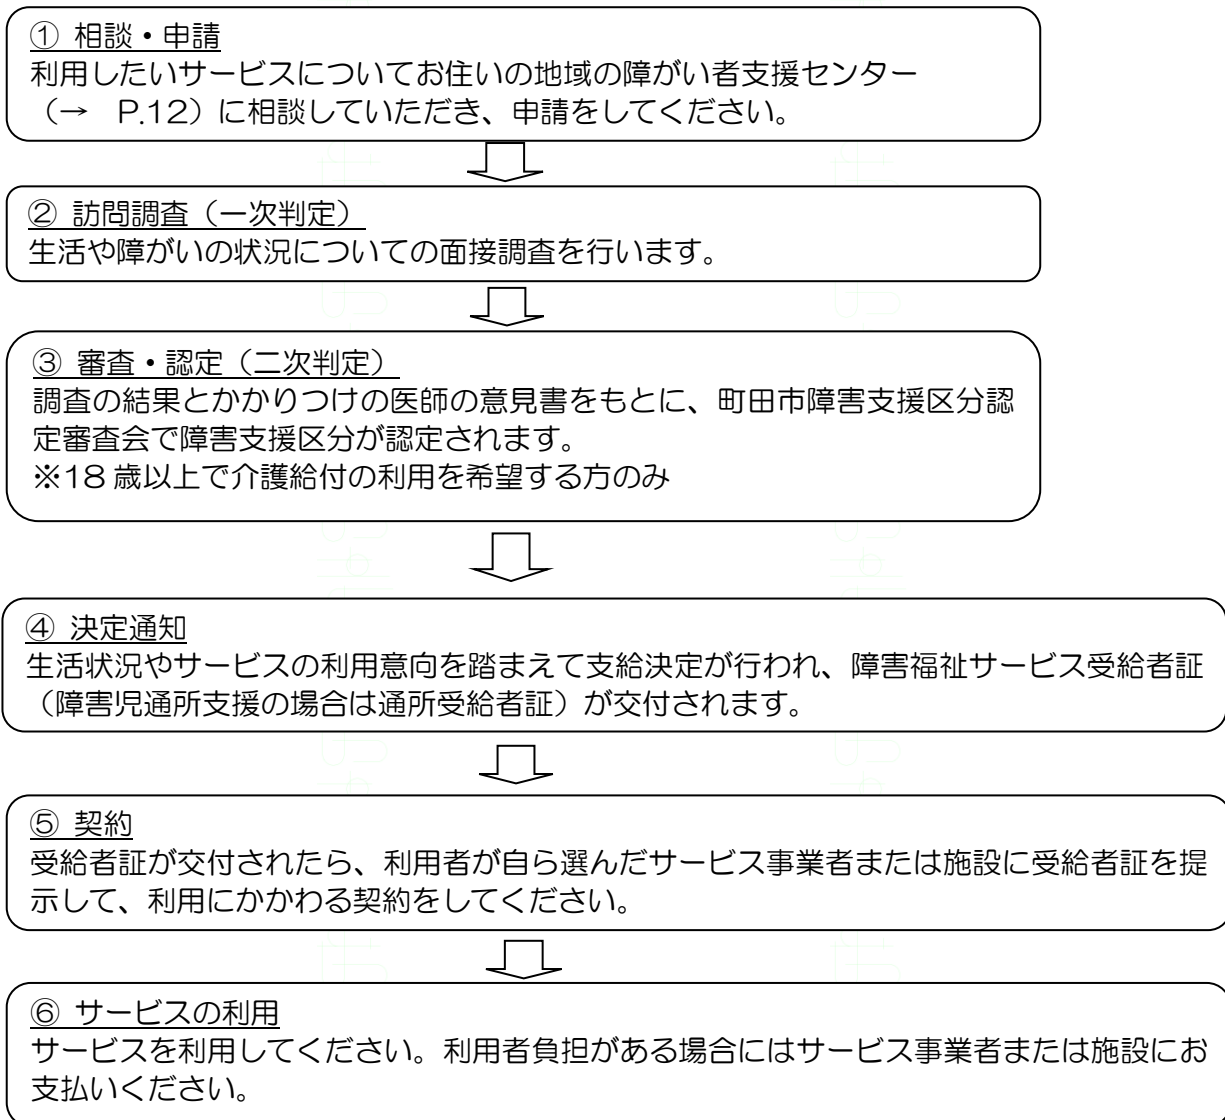 ① 相談・申請
利用したいサービスについてお住いの地域の障がい者支援センター
（→　P.12）に相談していただき、申請をしてください。
② 訪問調査（一次判定）
生活や障がいの状況についての面接調査を行います。
③ 審査・認定（二次判定）
調査の結果とかかりつけの医師の意見書をもとに、町田市障害支援区分認
定審査会で障害支援区分が認定されます。
※18 歳以上で介護給付の利用を希望する方のみ
④ 決定通知
生活状況やサービスの利用意向を踏まえて支給決定が行われ、障害福祉サービス受給者証
（障害児通所支援の場合は通所受給者証）が交付されます。
⑤ 契約
受給者証が交付されたら、利用者が自ら選んだサービス事業者または施設に受給者証を提
示して、利用にかかわる契約をしてください。
⑥ サービスの利用
サービスを利用してください。利用者負担がある場合にはサービス事業者または施設にお
支払いください。